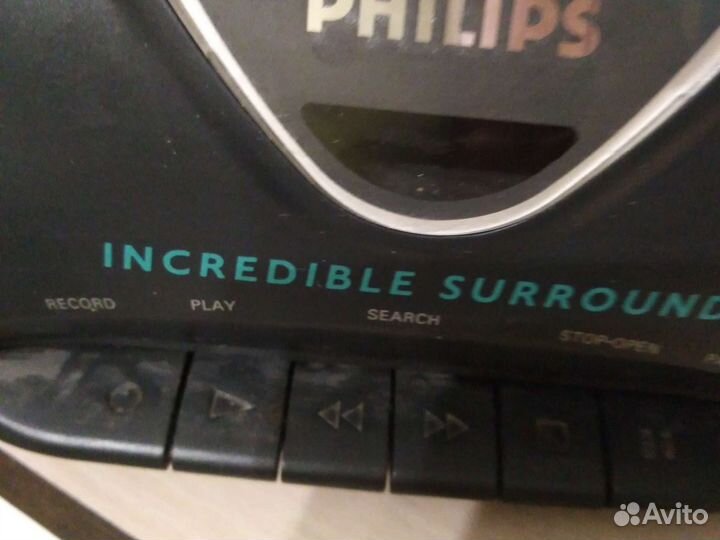 PHILIPS
INCREDIBLE SURROUND
RECORD PLAY SEARCH STOP•OPEN
Avito